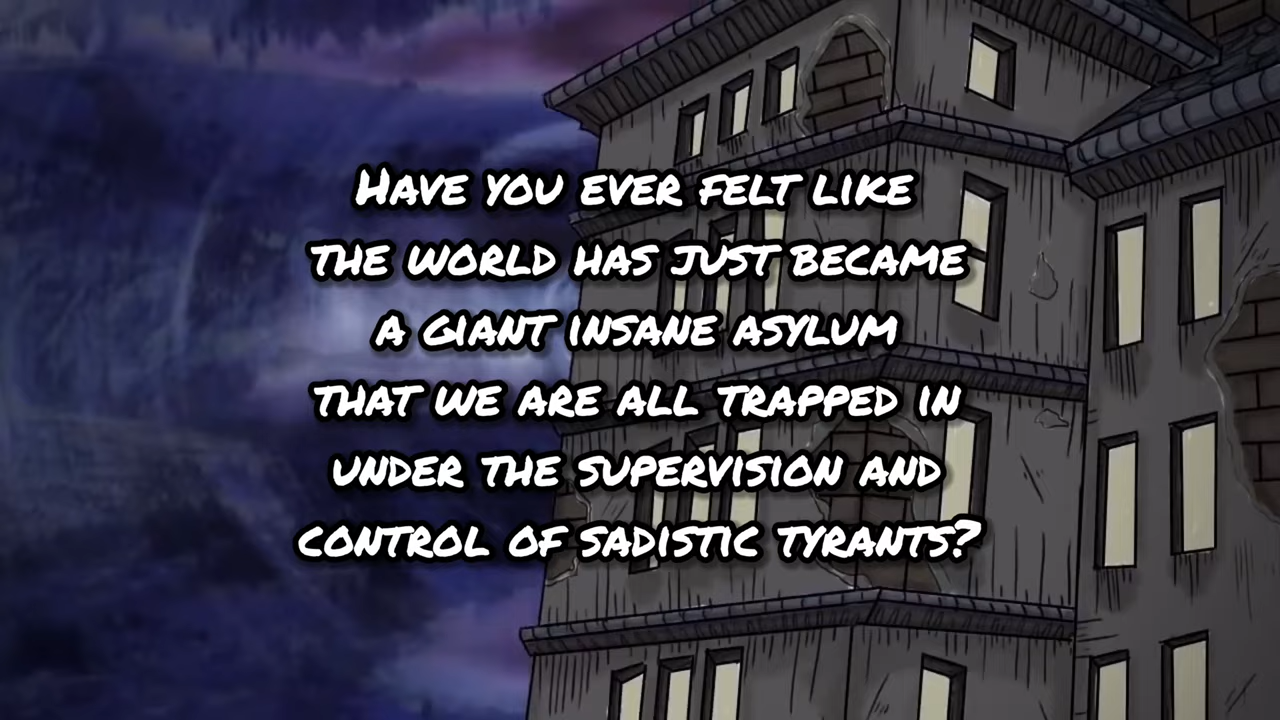 Have you ever felt like
the world has just became
a giant insane asylum
that we are all trapped in
under the supervision and
control of sadistic tyrants?